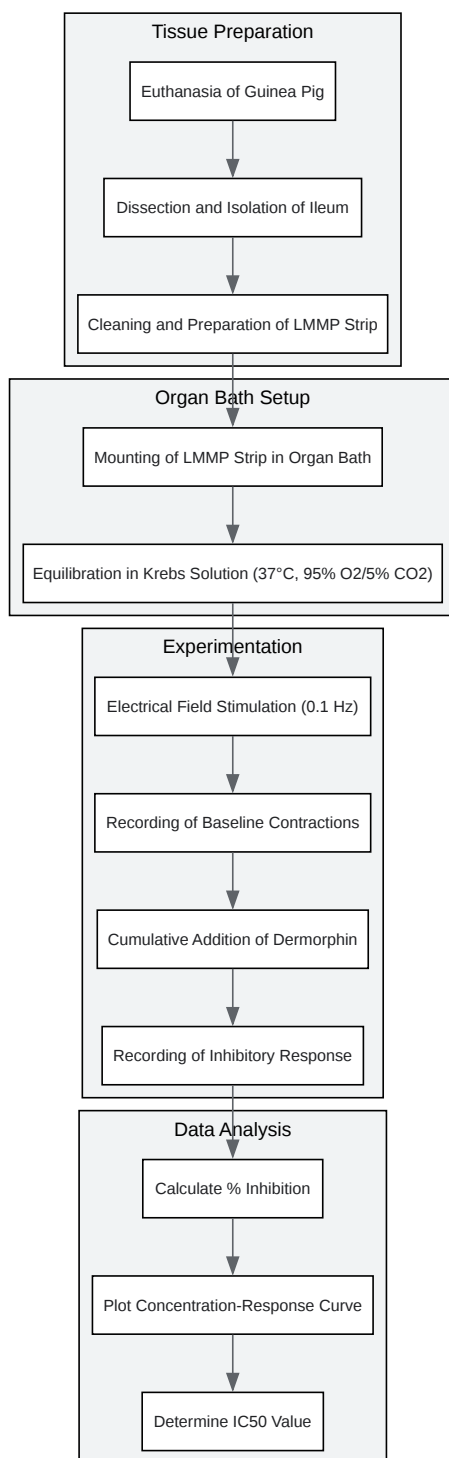 Tissue Preparation
Euthanasia of Guinea Pig
Dissection and Isolation of Ileum
Cleaning and Preparation of LMMP Strip
Organ Bath Setup
Mounting of LMMP Strip in Organ Bath
Equilibration in Krebs Solution (37°C, 95% O2/5% CO2)
Experimentation
Electrical Field Stimulation (0.1 Hz)
Recording of Baseline Contractions
Cumulative Addition of Dermorphin
Recording of Inhibitory Response
Data Analysis
Calculate % Inhibition
Plot Concentration-Response Curve
Determine IC50 Value